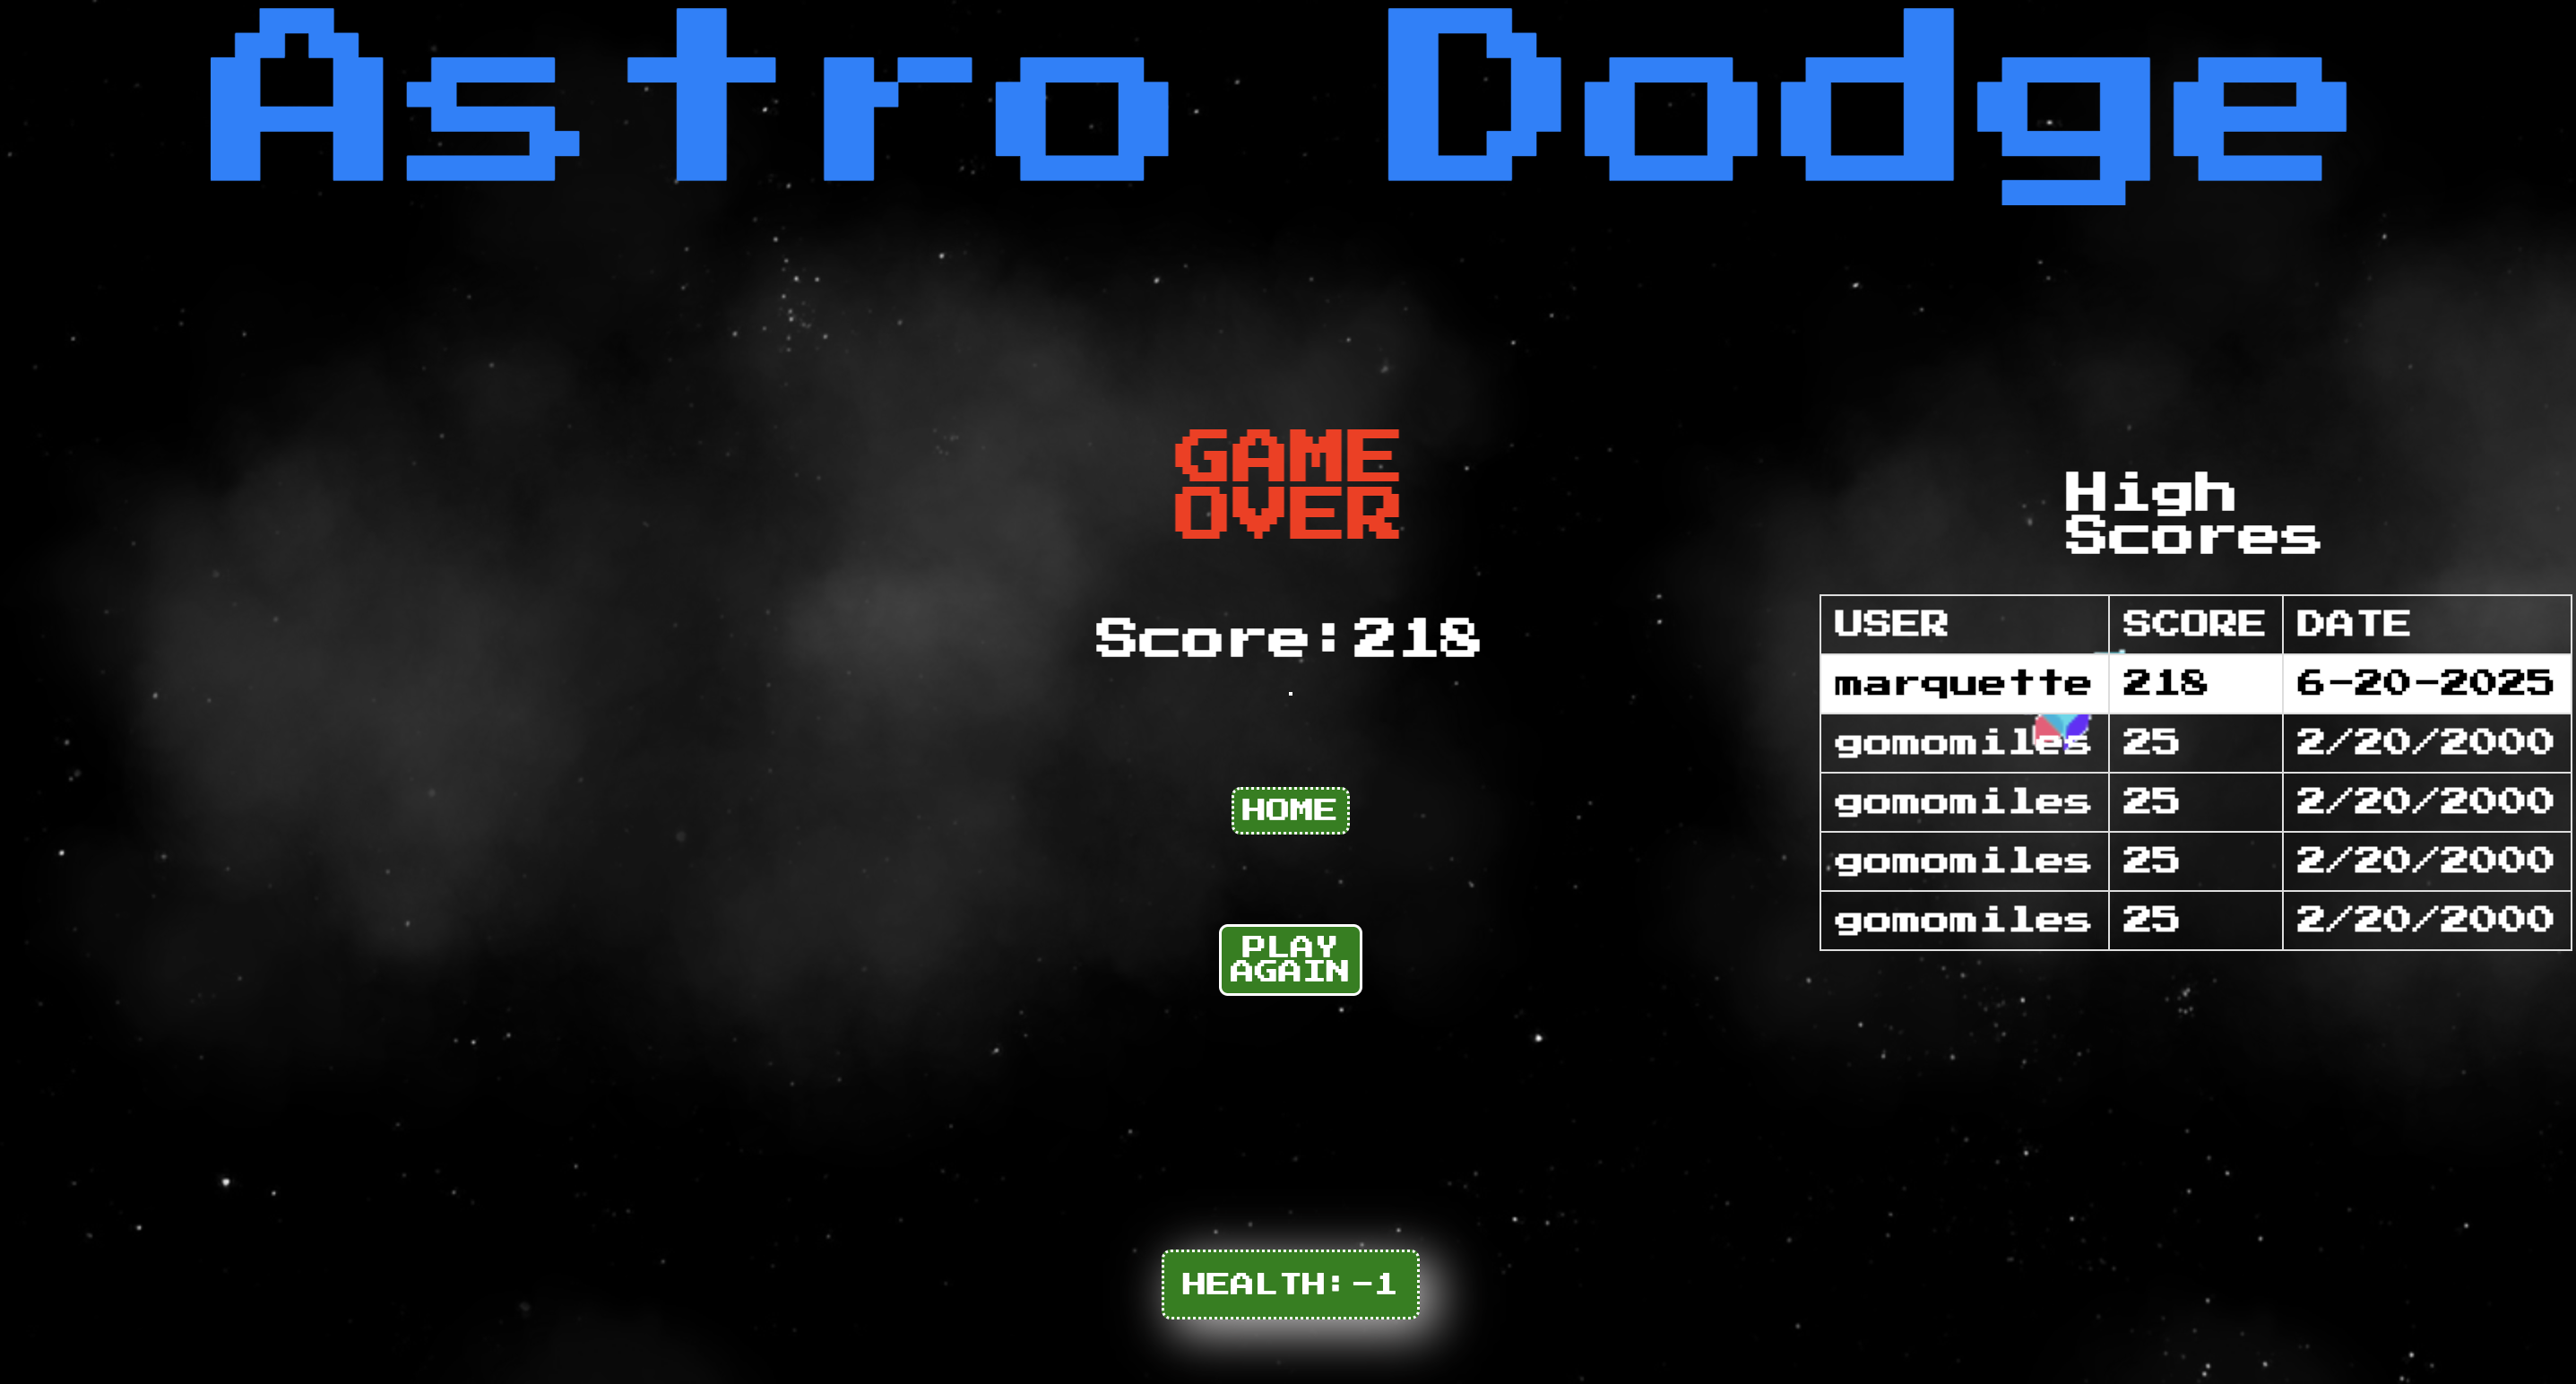 Astro Dodge
GAME
OVER
Score:218
HOME
PLAY
AGAIN
HEALTH:-1
High
Scores
USER SCORE DATE
marquette 218 6-20-2025
gomomiles 25 2/20/2000
gomomiles 25 2/20/2000
gomomiles 25 2/20/2000
gomomiles 25 2/20/2000